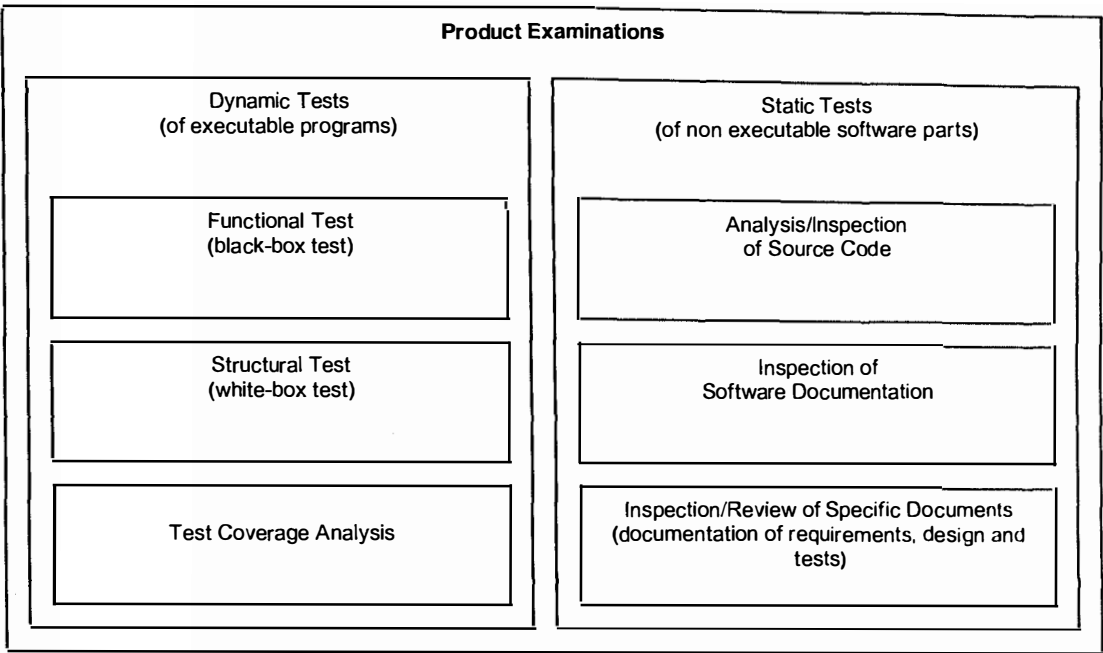 Product Examinations
Dynamic Tests
(of executable programs)
Functional Test
(black-box test)
Structural Test
(white-box test)
Test Coverage Analysis
Static Tests
(of non executable software parts)
Analysis/Inspection
of Source Code
Inspection of
Software Documentation
Inspection/Review of Specific Documents
(documentation of requirements, design and
tests)